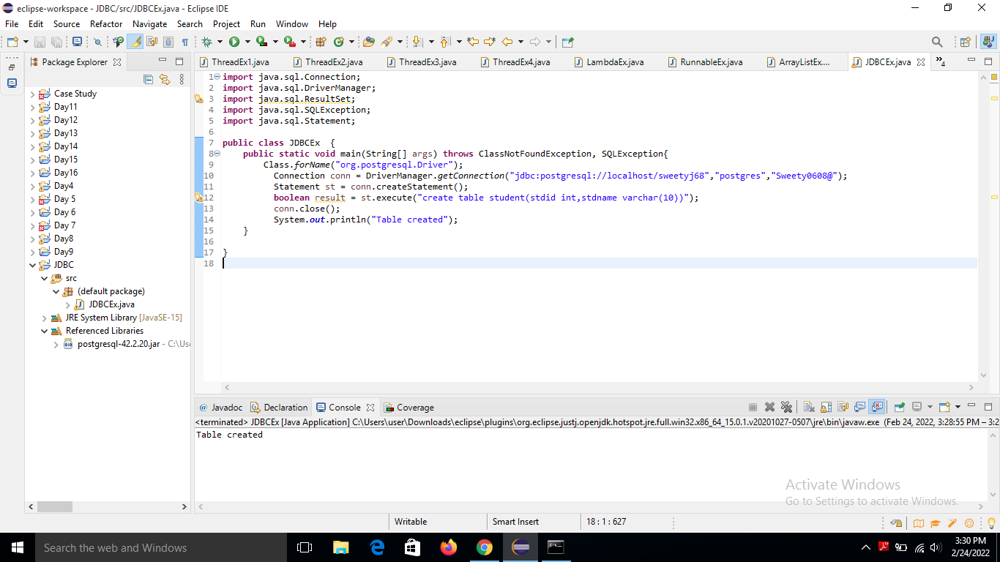 eclipse-workspace - JDBC/src/JDBCEx.java - Eclipse IDE
File Edit Source Refactor Navigate Search Project Run Window Help
Package Explorer
ThreadEx1.java ThreadEx2.java ThreadEx3.java ThreadEx4.java LambdaEx.java RunnableEx.java ArrayListEx.... JDBCEx.java »4
Case Study
Day11
Day12
Day13
Day14
Day15
Day16
Day4
Day 5
Day 6
Day 7
Day8
Day9
JDBC
src
(default package)
JDBCEx.java
JRE System Library [JavaSE-15]
Referenced Libraries
postgresql-42.2.20.jar - C:\Use
1 import java.sql.Connection;
2 import java.sql.DriverManager;
3 import java.sql.ResultSet;
4 import java.sql.SQLException;
5 import java.sql.Statement;
6
7 public class JDBCEx  {
8     public static void main(String[] args) throws ClassNotFoundException, SQLException{
9         Class.forName("org.postgresql.Driver");
10           Connection conn = DriverManager.getConnection("jdbc:postgresql://localhost/sweetyj68","postgres","Sweety0608@");
11           Statement st = conn.createStatement();
12           boolean result = st.execute("create table student(stdid int,stdname varchar(10))");
13           conn.close();
14           System.out.println("Table created");
15     }
16
17 }
18
@ Javadoc Declaration Console Coverage
<terminated> JDBCEx [Java Application] C:\Users\user\Downloads\eclipse\plugins\org.eclipse.justj.openjdk.hotspot.jre.full.win32.x86_64_15.0.1.v20201027-0507\jre\bin\javaw.exe (Feb 24, 2022, 3:28:55 PM – 3:2
Table created
Activate Windows
Go to Settings to activate Windows.
Writable Smart Insert 18 : 1 : 627
Search the web and Windows
3:30 PM
2/24/2022